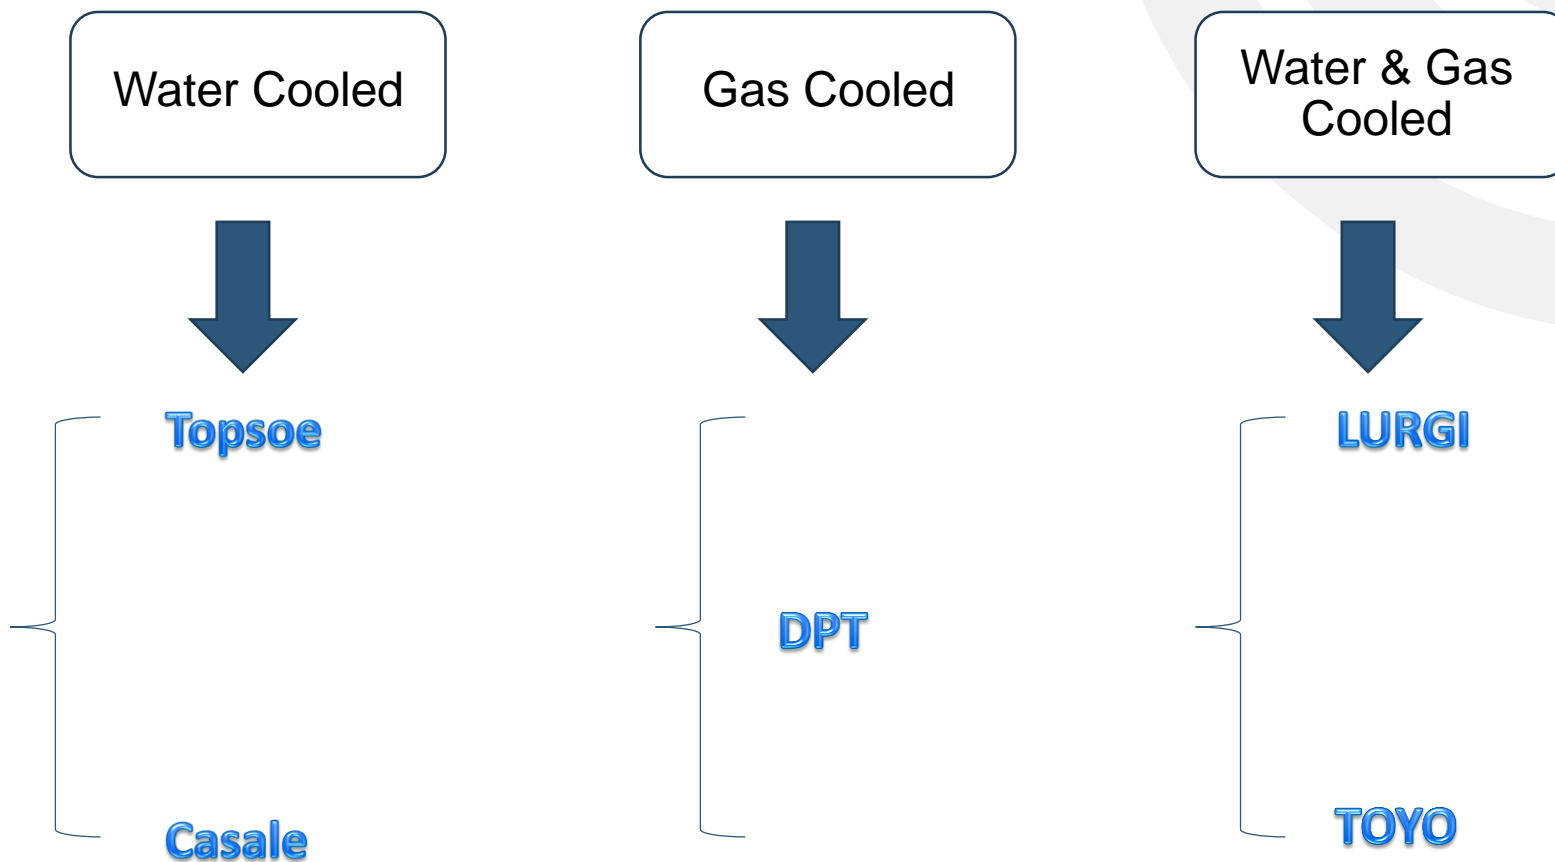 Water Cooled
Gas Cooled
Water & Gas
Cooled
Topsoe
LURGI
DPT
Casale
TOYO